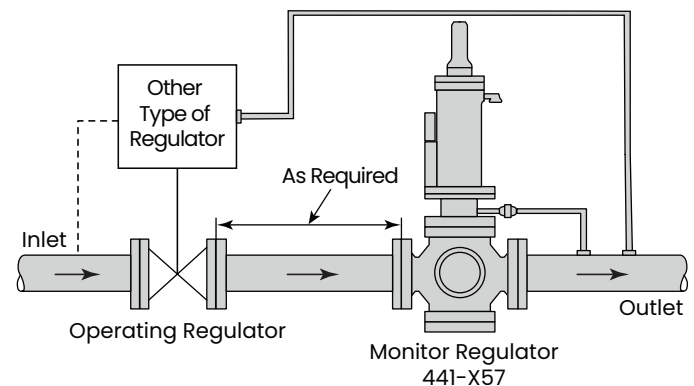 Other
Type of
Regulator
As Required
Inlet
Outlet
Operating Regulator
Monitor Regulator
441-X57